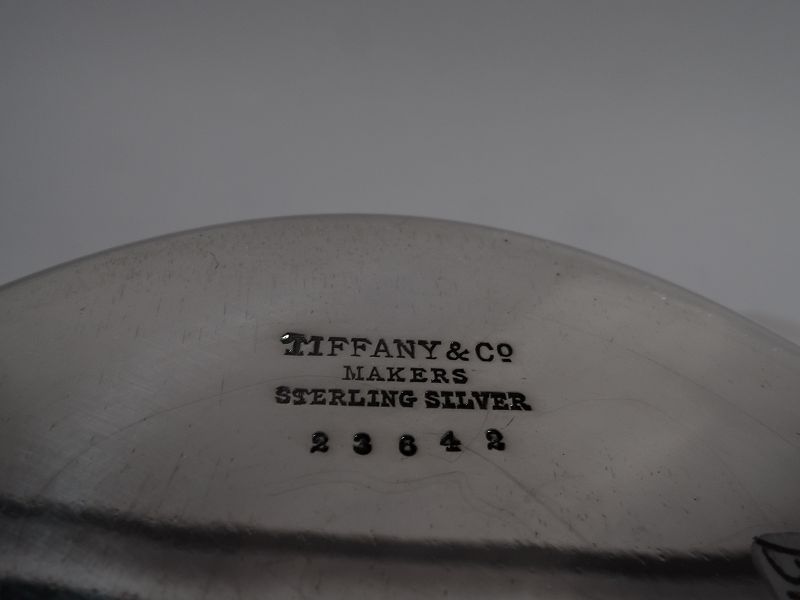 TIFFANY & Cº
MAKERS
STERLING SILVER
23642